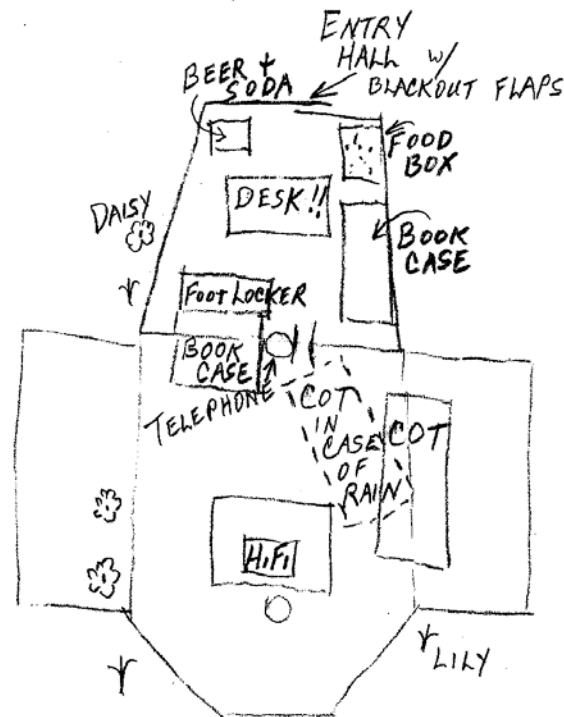 ENTRY
HALL w/
BLACKOUT FLAPS
BEER +
SODA
FOOD
BOX
DESK!!
DAISY
BOOK
CASE
FOOT LOCKER
BOOK
CASE
TELEPHONE
COT
IN
CASE
OF
RAIN
COT
HIFI
LILY